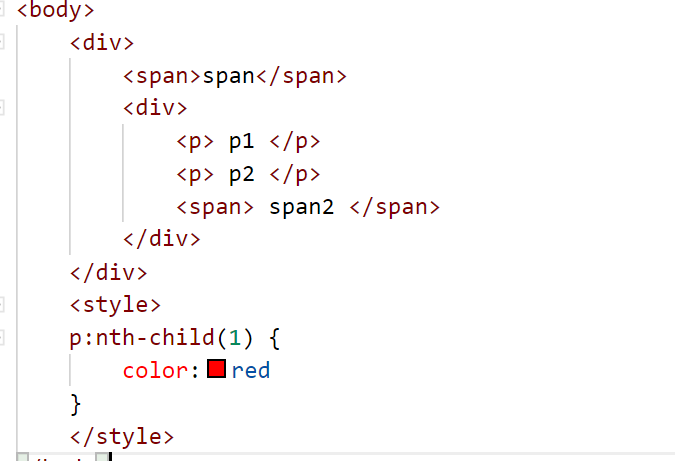 <body>
<div>
<span>span</span>
<div>
<p> p1 </p>
<p> p2 </p>
<span> span2 </span>
</div>
</div>
<style>
p:nth-child(1) {
color: red
}
</style>